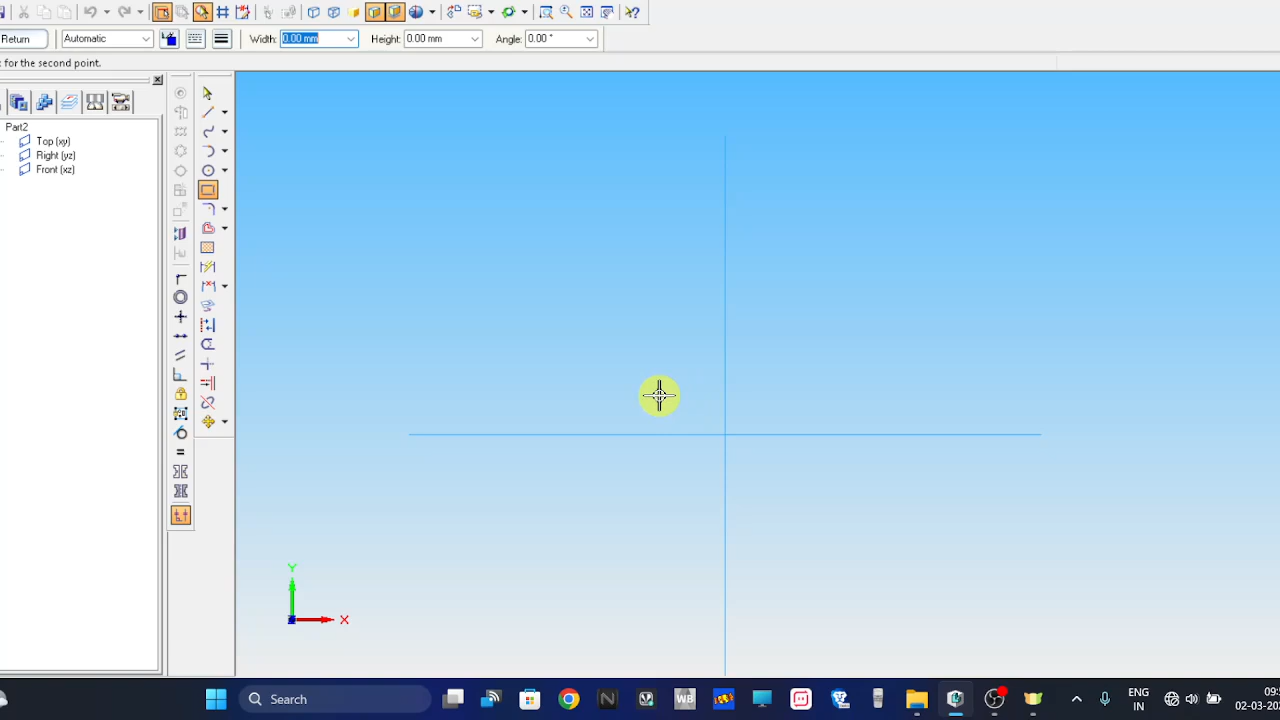 Return Automatic Width: 0.00 mm Height: 0.00 mm Angle: 0.00 °
for the second point.
Part2
Top (xy)
Right (yz)
Front (xz)
Y
X
Search
WB
ENG
IN
02-03-20